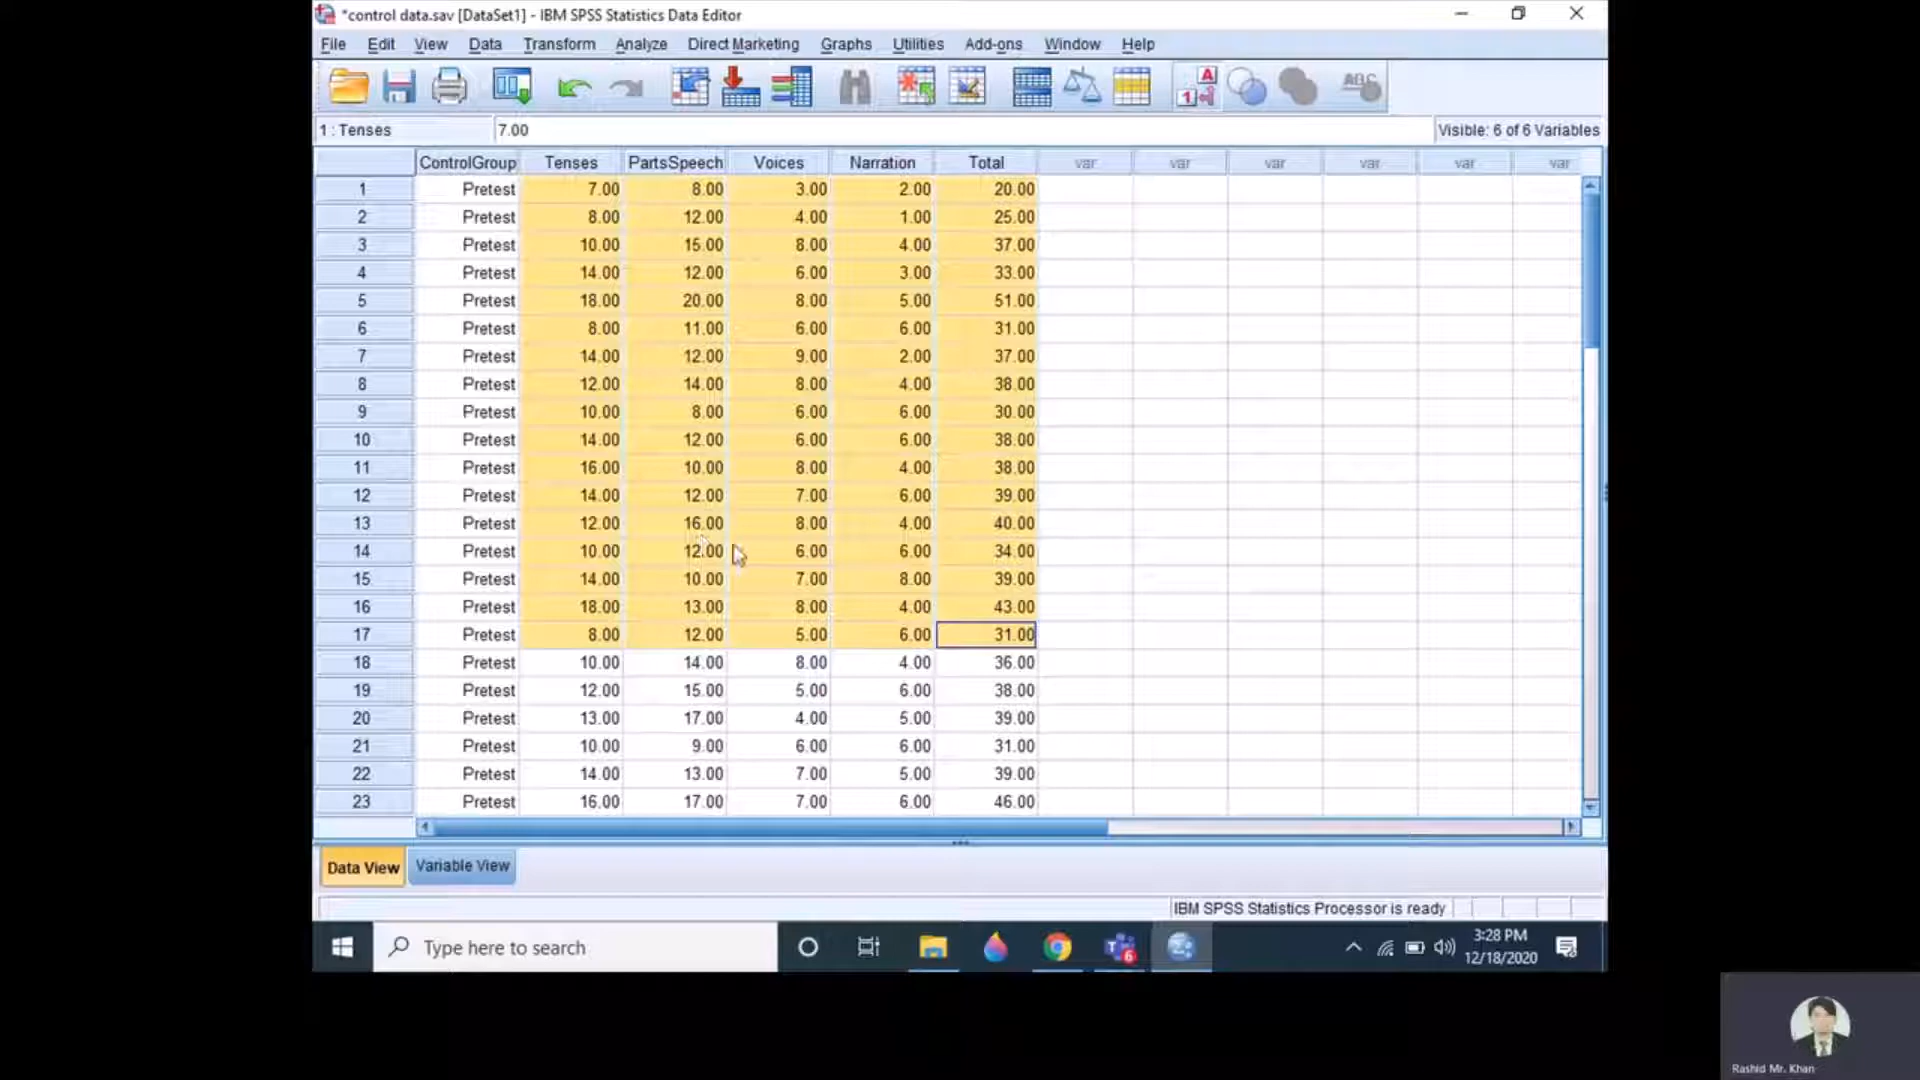 *control data.sav [DataSet1] - IBM SPSS Statistics Data Editor
File Edit View Data Transform Analyze Direct Marketing Graphs Utilities Add-ons Window Help
A
1
ABC
1 : Tenses 7.00 Visible: 6 of 6 Variables
ControlGroup Tenses PartsSpeech Voices Narration Total var var var var var var
1 Pretest 7.00 8.00 3.00 2.00 20.00
2 Pretest 8.00 12.00 4.00 1.00 25.00
3 Pretest 10.00 15.00 8.00 4.00 37.00
4 Pretest 14.00 12.00 6.00 3.00 33.00
5 Pretest 18.00 20.00 8.00 5.00 51.00
6 Pretest 8.00 11.00 6.00 6.00 31.00
7 Pretest 14.00 12.00 9.00 2.00 37.00
8 Pretest 12.00 14.00 8.00 4.00 38.00
9 Pretest 10.00 8.00 6.00 6.00 30.00
10 Pretest 14.00 12.00 6.00 6.00 38.00
11 Pretest 16.00 10.00 8.00 4.00 38.00
12 Pretest 14.00 12.00 7.00 6.00 39.00
13 Pretest 12.00 16.00 8.00 4.00 40.00
14 Pretest 10.00 12.00 6.00 6.00 34.00
15 Pretest 14.00 10.00 7.00 8.00 39.00
16 Pretest 18.00 13.00 8.00 4.00 43.00
17 Pretest 8.00 12.00 5.00 6.00 31.00
18 Pretest 10.00 14.00 8.00 4.00 36.00
19 Pretest 12.00 15.00 5.00 6.00 38.00
20 Pretest 13.00 17.00 4.00 5.00 39.00
21 Pretest 10.00 9.00 6.00 6.00 31.00
22 Pretest 14.00 13.00 7.00 5.00 39.00
23 Pretest 16.00 17.00 7.00 6.00 46.00
Data View Variable View
IBM SPSS Statistics Processor is ready
Type here to search
6
3:28 PM
12/18/2020
Rashid Mr. Khan